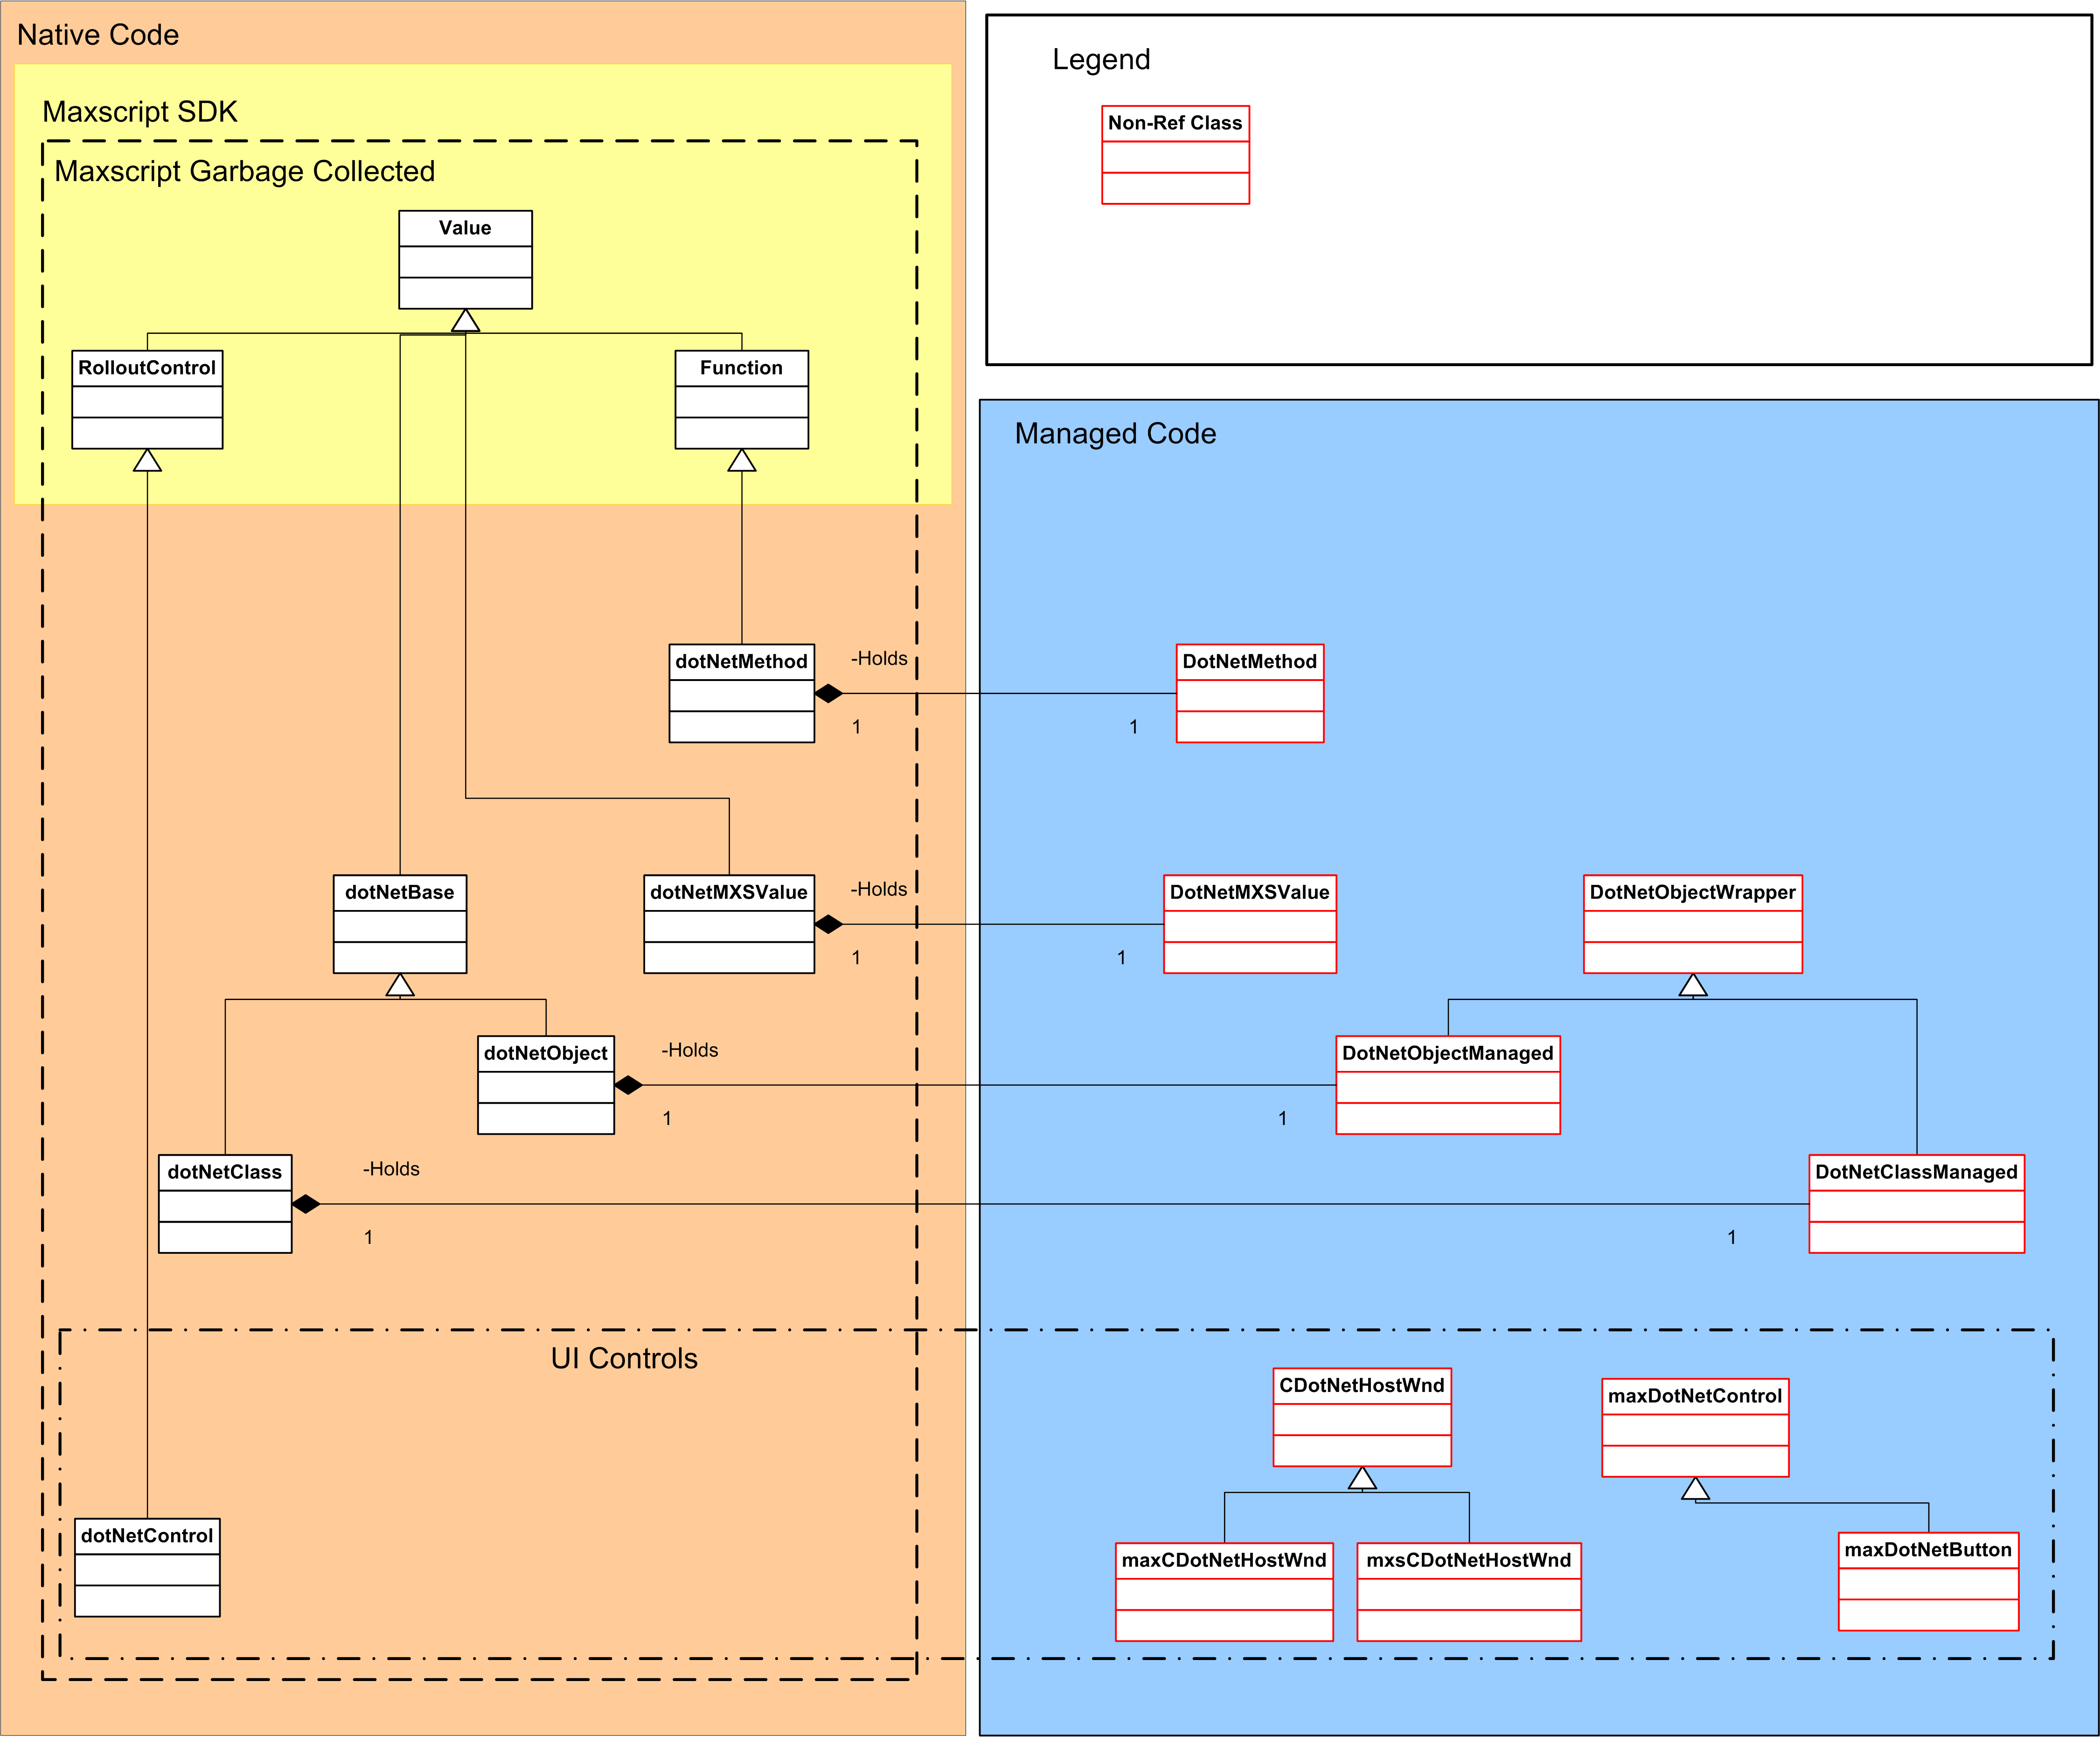 Native Code
Maxscript SDK
Maxscript Garbage Collected
Value
RolloutControl
Function
Legend
Non-Ref Class
Managed Code
dotNetMethod
-Holds
1
1
DotNetMethod
dotNetBase
dotNetMXSValue
-Holds
1
1
DotNetMXSValue
DotNetObjectWrapper
dotNetObject
-Holds
1
1
DotNetObjectManaged
dotNetClass
-Holds
1
1
DotNetClassManaged
UI Controls
CDotNetHostWnd
maxDotNetControl
dotNetControl
maxCDotNetHostWnd
mxsCDotNetHostWnd
maxDotNetButton